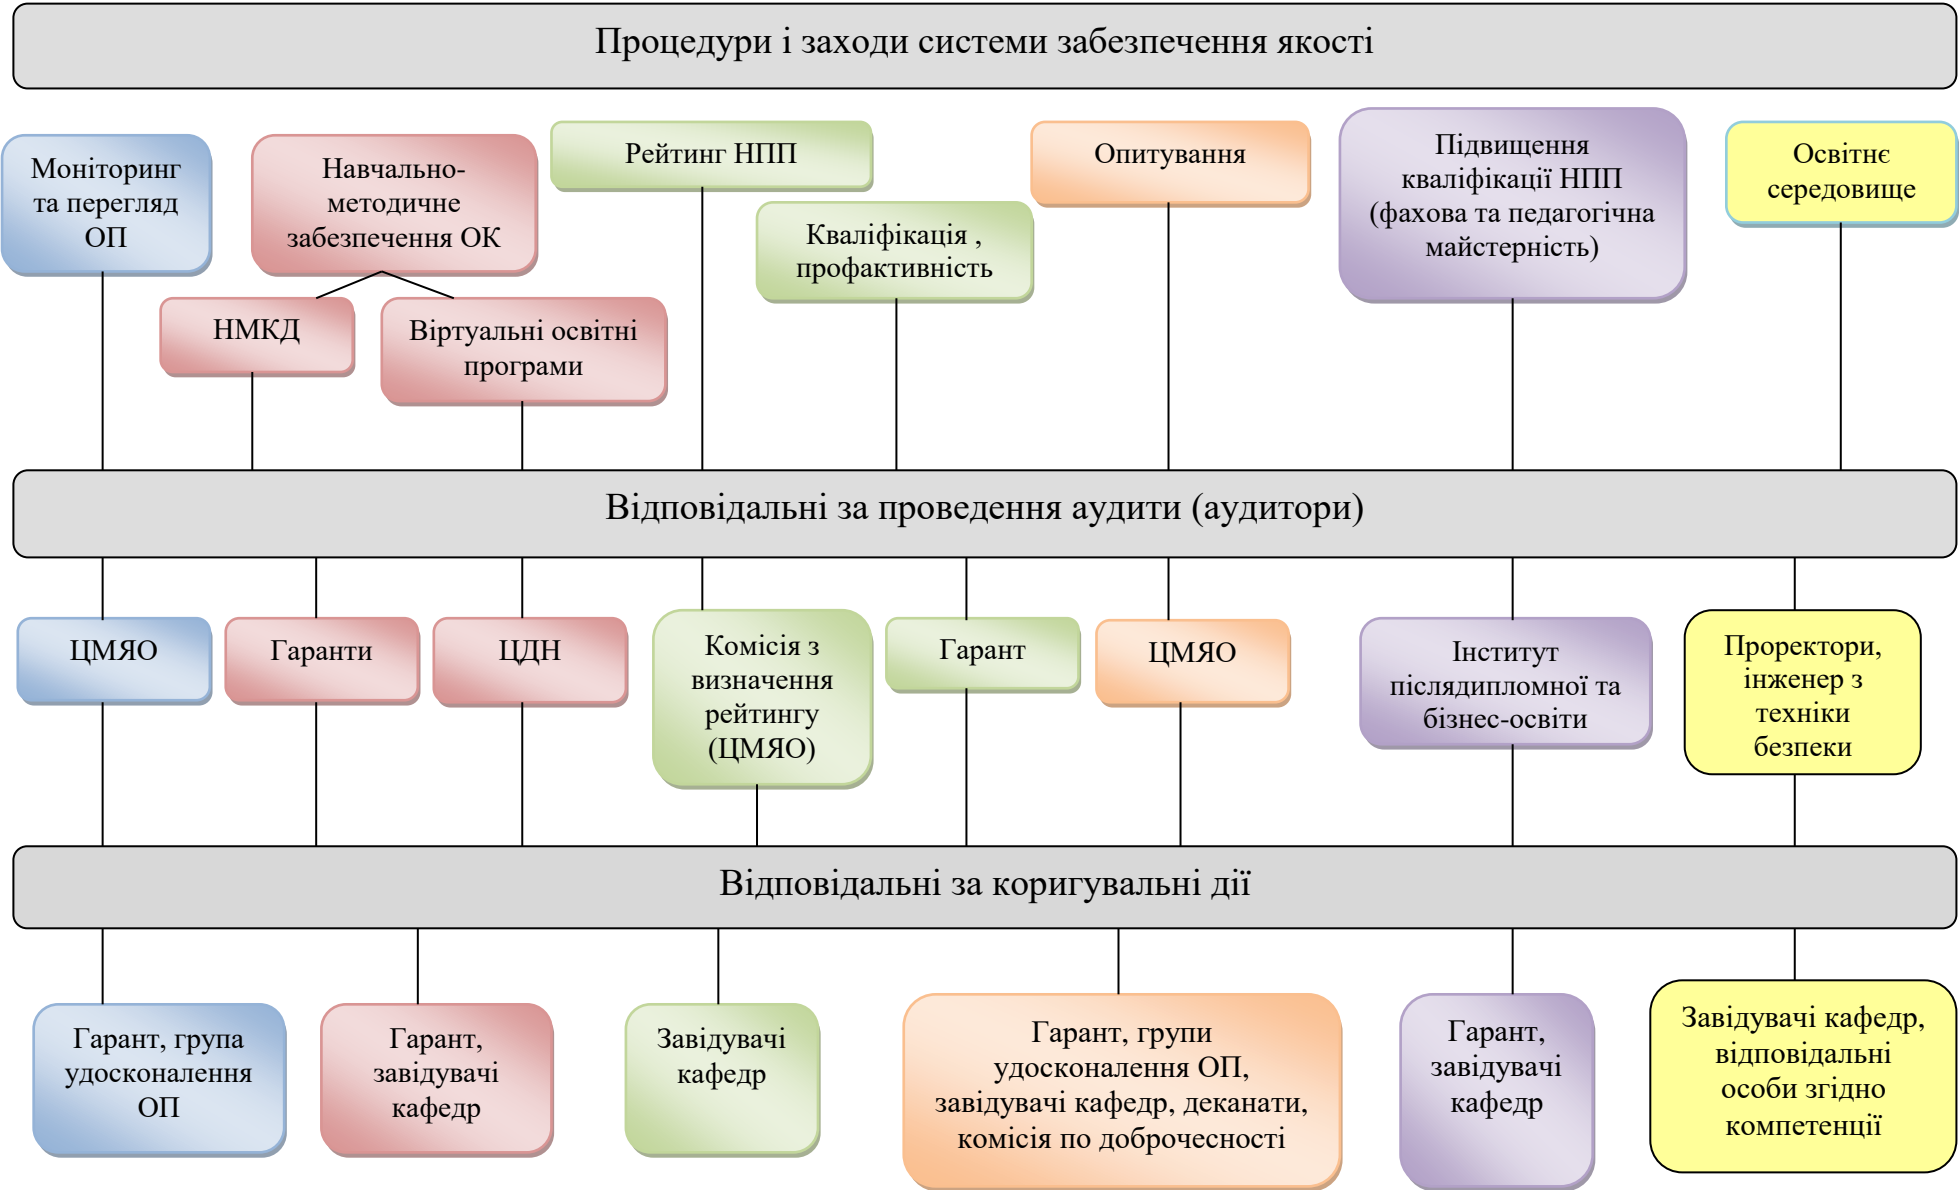 Процедури і заходи системи забезпечення якості
Моніторинг
та перегляд
ОП
Навчально-
методичне
забезпечення ОК
НМКД
Віртуальні освітні
програми
Рейтинг НПП
Кваліфікація ,
профактивність
Опитування
Підвищення
кваліфікації НПП
(фахова та педагогічна
майстерність)
Освітнє
середовище
Відповідальні за проведення аудити (аудитори)
ЦМЯО
Гаранти
ЦДН
Комісія з
визначення
рейтингу
(ЦМЯО)
Гарант
ЦМЯО
Інститут
післядипломної та
бізнес-освіти
Проректори,
інженер з
техніки
безпеки
Відповідальні за коригувальні дії
Гарант, група
удосконалення
ОП
Гарант,
завідувачі
кафедр
Завідувачі
кафедр
Гарант, групи
удосконалення ОП,
завідувачі кафедр, деканати,
комісія по доброчесності
Гарант,
завідувачі
кафедр
Завідувачі кафедр,
відповідальні
особи згідно
компетенції